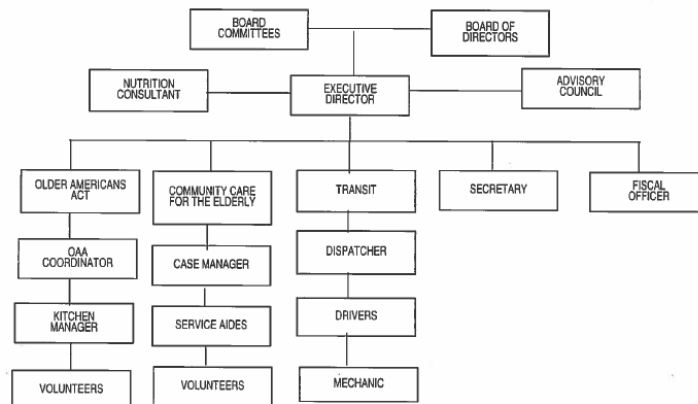 BOARD
COMMITTEES
BOARD OF
DIRECTORS
NUTRITION
CONSULTANT
EXECUTIVE
DIRECTOR
ADVISORY
COUNCIL
OLDER AMERICANS
ACT
COMMUNITY CARE
FOR THE ELDERLY
TRANSIT
SECRETARY
FISCAL
OFFICER
OAA
COORDINATOR
CASE MANAGER
DISPATCHER
KITCHEN
MANAGER
SERVICE AIDES
DRIVERS
VOLUNTEERS
VOLUNTEERS
MECHANIC